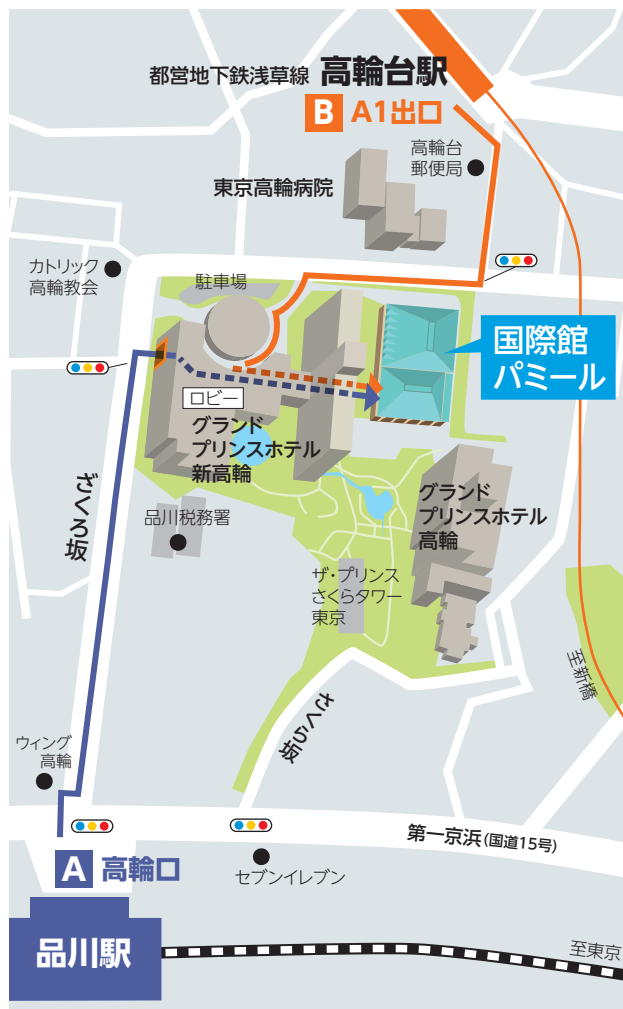 都営地下鉄浅草線 高輪台駅
B A1出口
高輪台
郵便局
東京高輪病院
カトリック
高輪教会
駐車場
国際館
パミール
ロビー
グランド
プリンスホテル
新高輪
ざくろ坂
グランド
プリンスホテル
高輪
品川税務署
ザ・プリンス
さくらタワー
東京
至新橋
さくら坂
ウィング
高輪
第一京浜(国道15号)
A 高輪口
セブンイレブン
品川駅
至東京